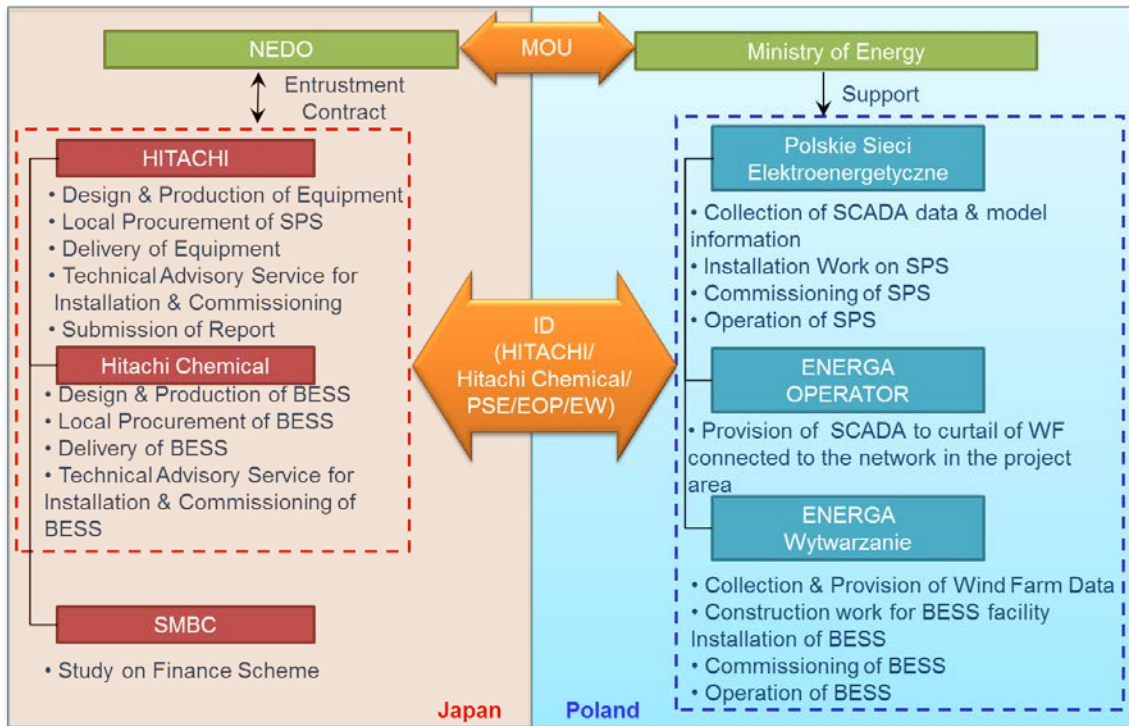 NEDO
MOU
Ministry of Energy
Entrustment
Contract
Support
HITACHI
• Design & Production of Equipment
• Local Procurement of SPS
• Delivery of Equipment
• Technical Advisory Service for
Installation & Commissioning
• Submission of Report
Hitachi Chemical
• Design & Production of BESS
• Local Procurement of BESS
• Delivery of BESS
• Technical Advisory Service for
Installation & Commissioning of
BESS
SMBC
• Study on Finance Scheme
Japan
ID
(HITACHI/
Hitachi Chemical/
PSE/EOP/EW)
Polskie Sieci
Elektroenergetyczne
• Collection of SCADA data & model
information
• Installation Work on SPS
• Commissioning of SPS
• Operation of SPS
ENERGA
OPERATOR
• Provision of SCADA to curtail of WF
connected to the network in the project
area
ENERGA
Wytwarzanie
• Collection & Provision of Wind Farm Data
• Construction work for BESS facility
Installation of BESS
• Commissioning of BESS
• Operation of BESS
Poland